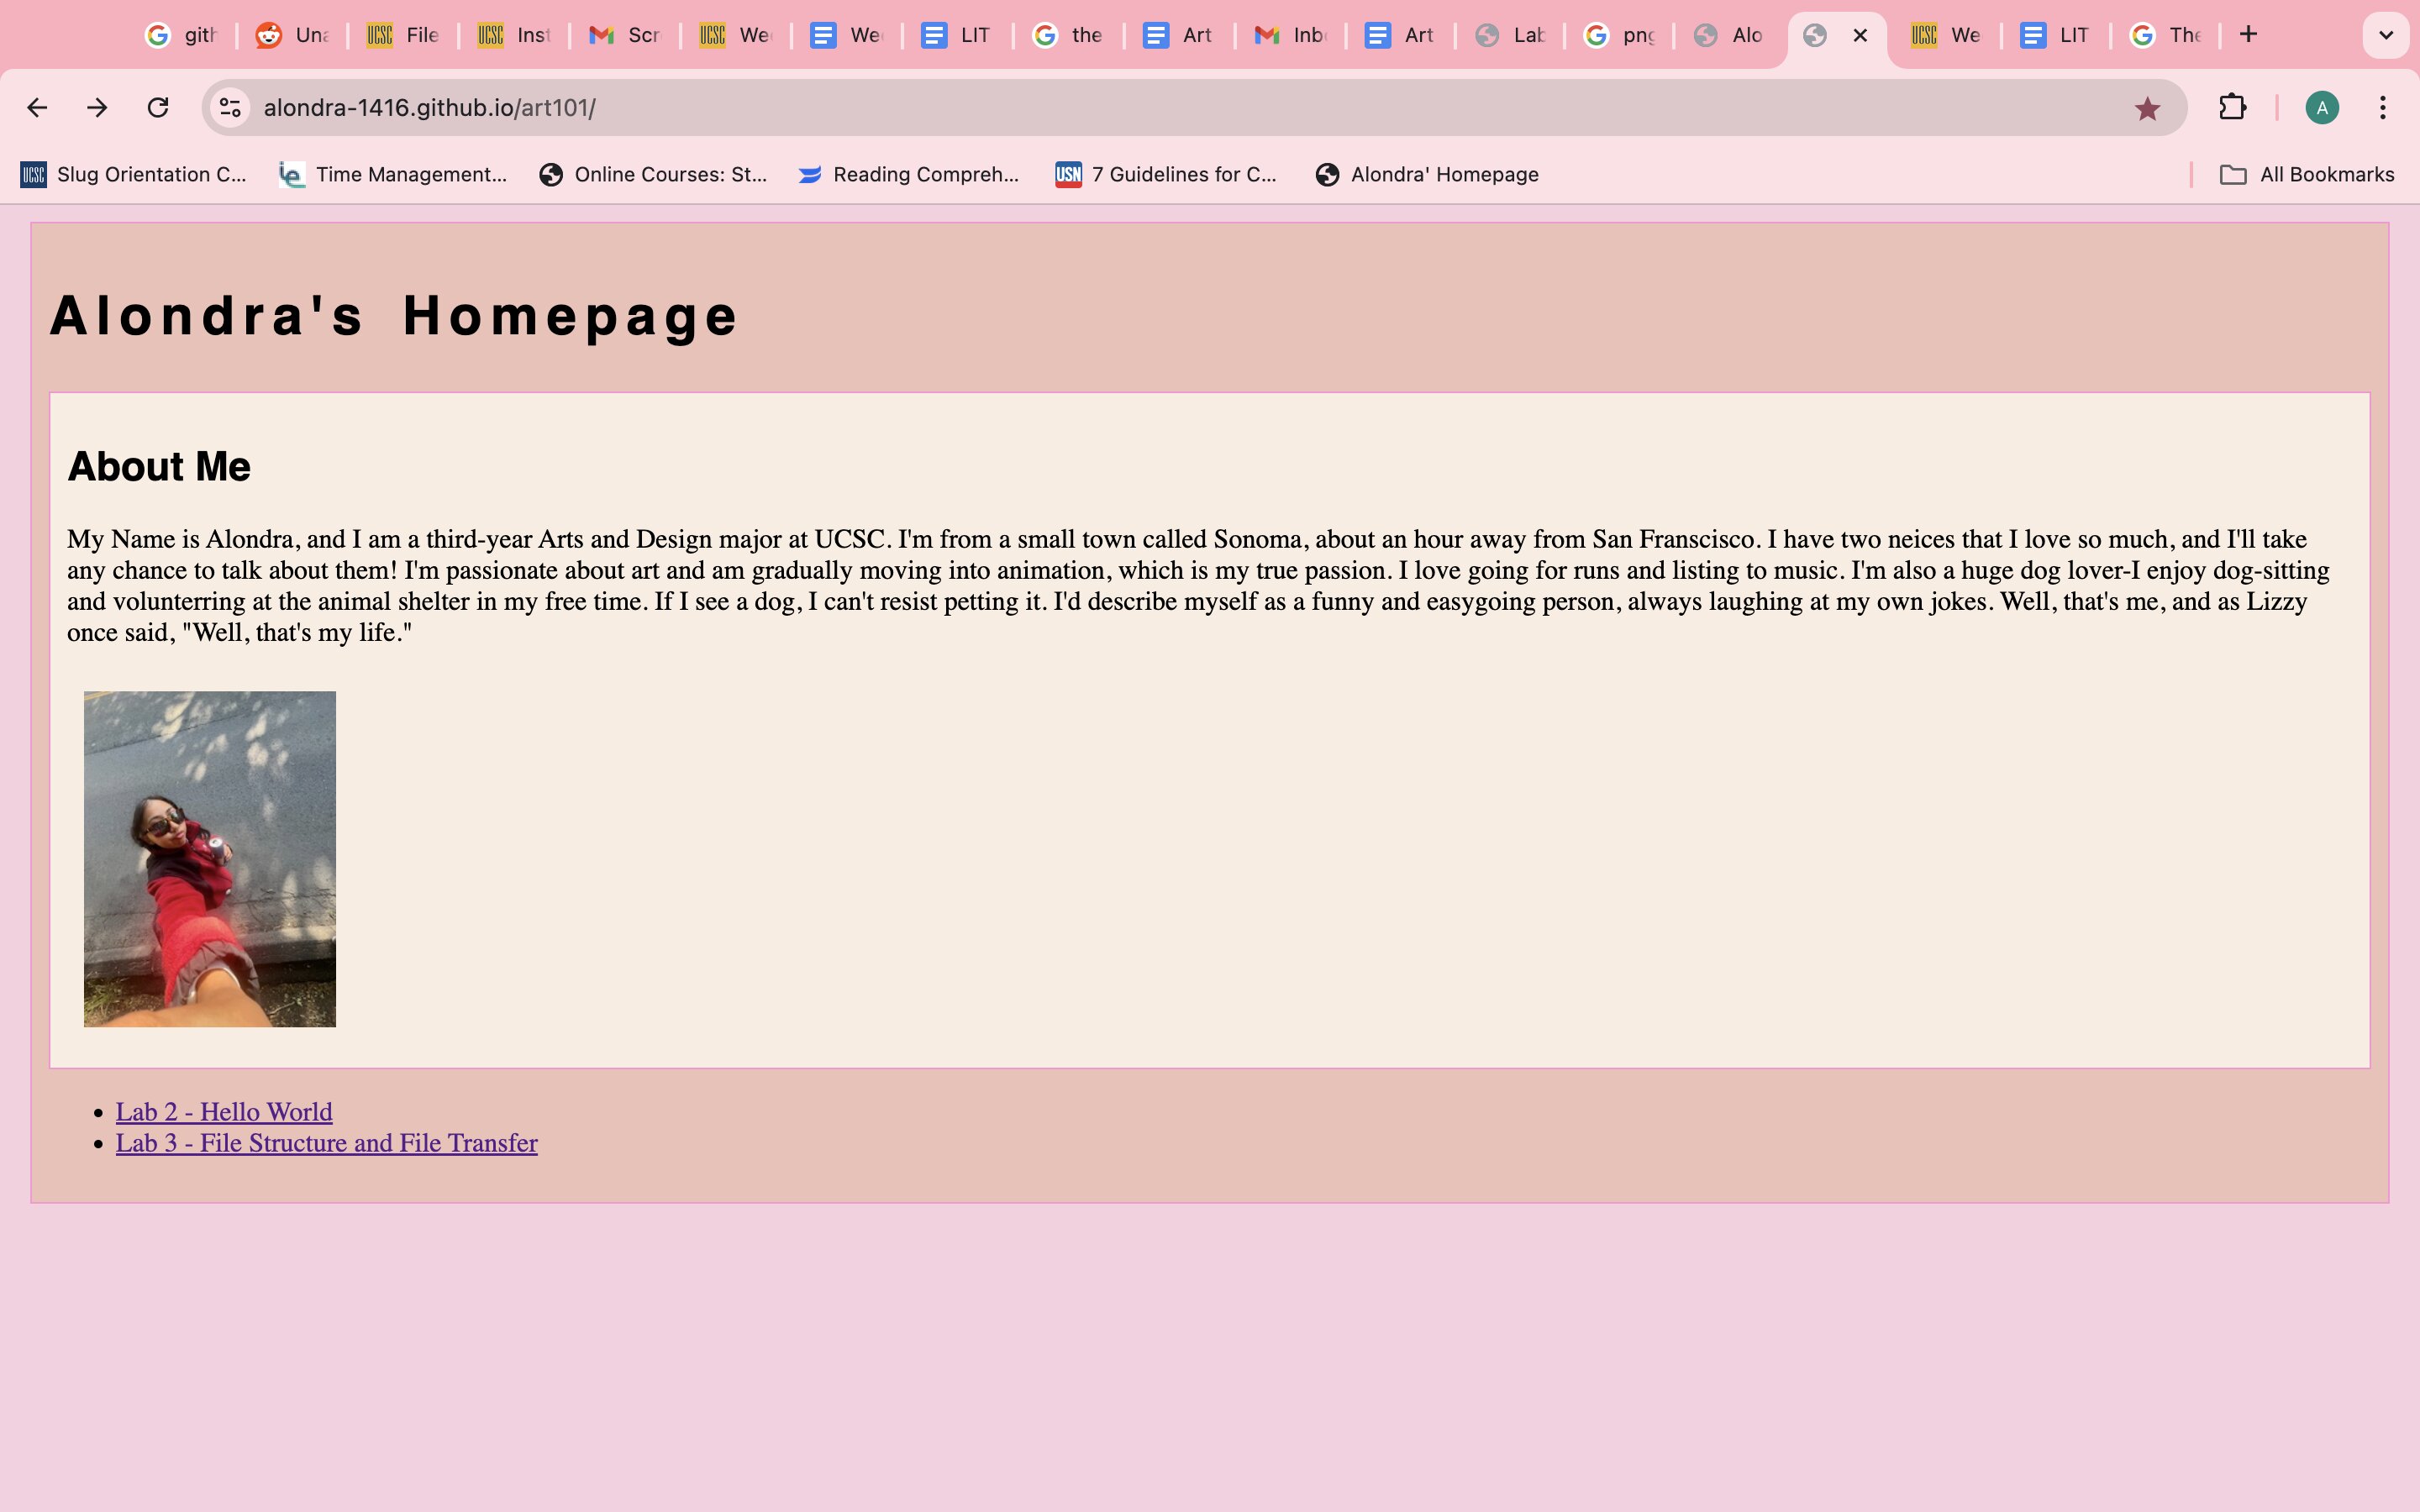 gith Una File Inst Scr We We LIT the Art Inb Art Lab png Alo We LIT The
alondra-1416.github.io/art101/ A
UCSC Slug Orientation C... Time Management... Online Courses: St... Reading Compreh... USN 7 Guidelines for C... Alondra' Homepage All Bookmarks
Alondra's Homepage
About Me
My Name is Alondra, and I am a third-year Arts and Design major at UCSC. I'm from a small town called Sonoma, about an hour away from San Franscisco. I have two neices that I love so much, and I'll take
any chance to talk about them! I'm passionate about art and am gradually moving into animation, which is my true passion. I love going for runs and listing to music. I'm also a huge dog lover-I enjoy dog-sitting
and volunterring at the animal shelter in my free time. If I see a dog, I can't resist petting it. I'd describe myself as a funny and easygoing person, always laughing at my own jokes. Well, that's me, and as Lizzy
once said, "Well, that's my life."
Lab 2 - Hello World
Lab 3 - File Structure and File Transfer